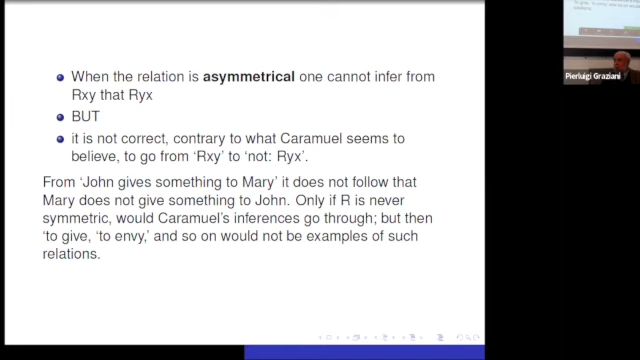 When the relation is asymmetrical one cannot infer from
Rxy that Ryx
BUT
it is not correct, contrary to what Caramuel seems to
believe, to go from ‘Rxy’ to ‘not: Ryx’.
From ‘John gives something to Mary’ it does not follow that
Mary does not give something to John. Only if R is never
symmetric, would Caramuel’s inferences go through; but then
‘to give, ‘to envy,’ and so on would not be examples of such
relations.
Pierluigi Graziani